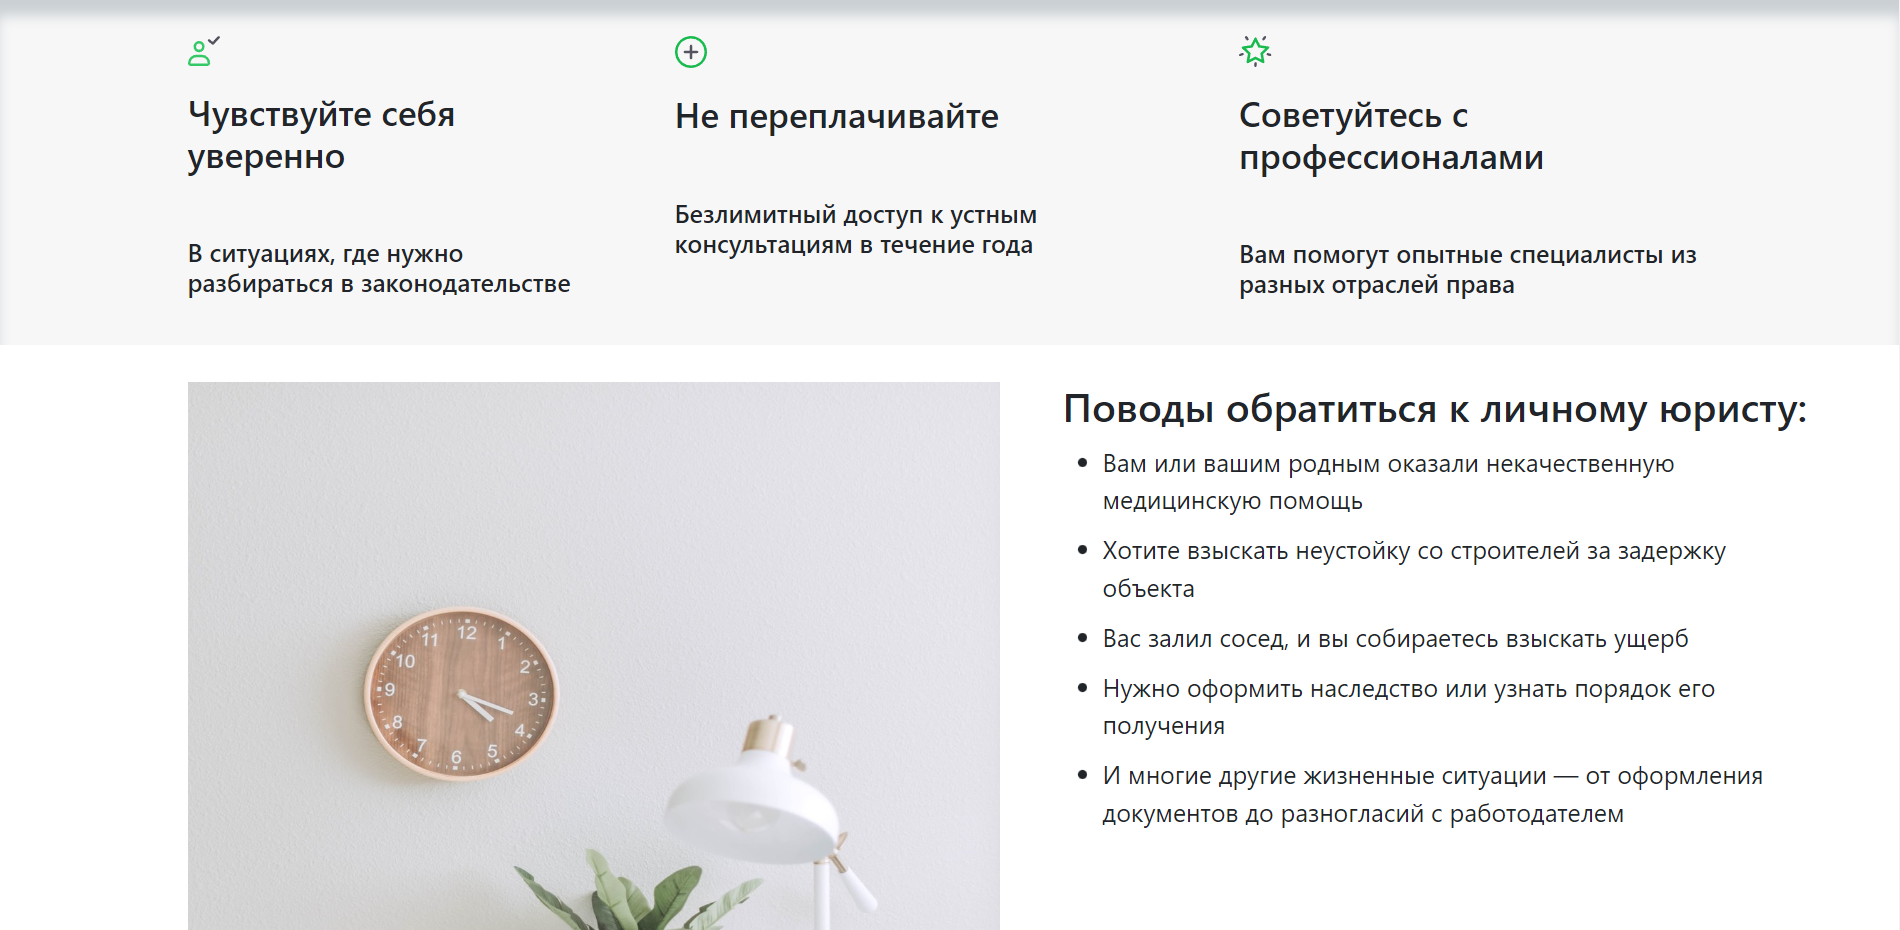 Чувствуйте себя
уверенно
В ситуациях, где нужно
разбираться в законодательстве
Не переплачивайте
Безлимитный доступ к устным
консультациям в течение года
Советуйтесь с
профессионалами
Вам помогут опытные специалисты из
разных отраслей права
12
1
2
3
4
5
6
7
8
9
10
11
Поводы обратиться к личному юристу:
Вам или вашим родным оказали некачественную
медицинскую помощь
Хотите взыскать неустойку со строителей за задержку
объекта
Вас залил сосед, и вы собираетесь взыскать ущерб
Нужно оформить наследство или узнать порядок его
получения
И многие другие жизненные ситуации — от оформления
документов до разногласий с работодателем